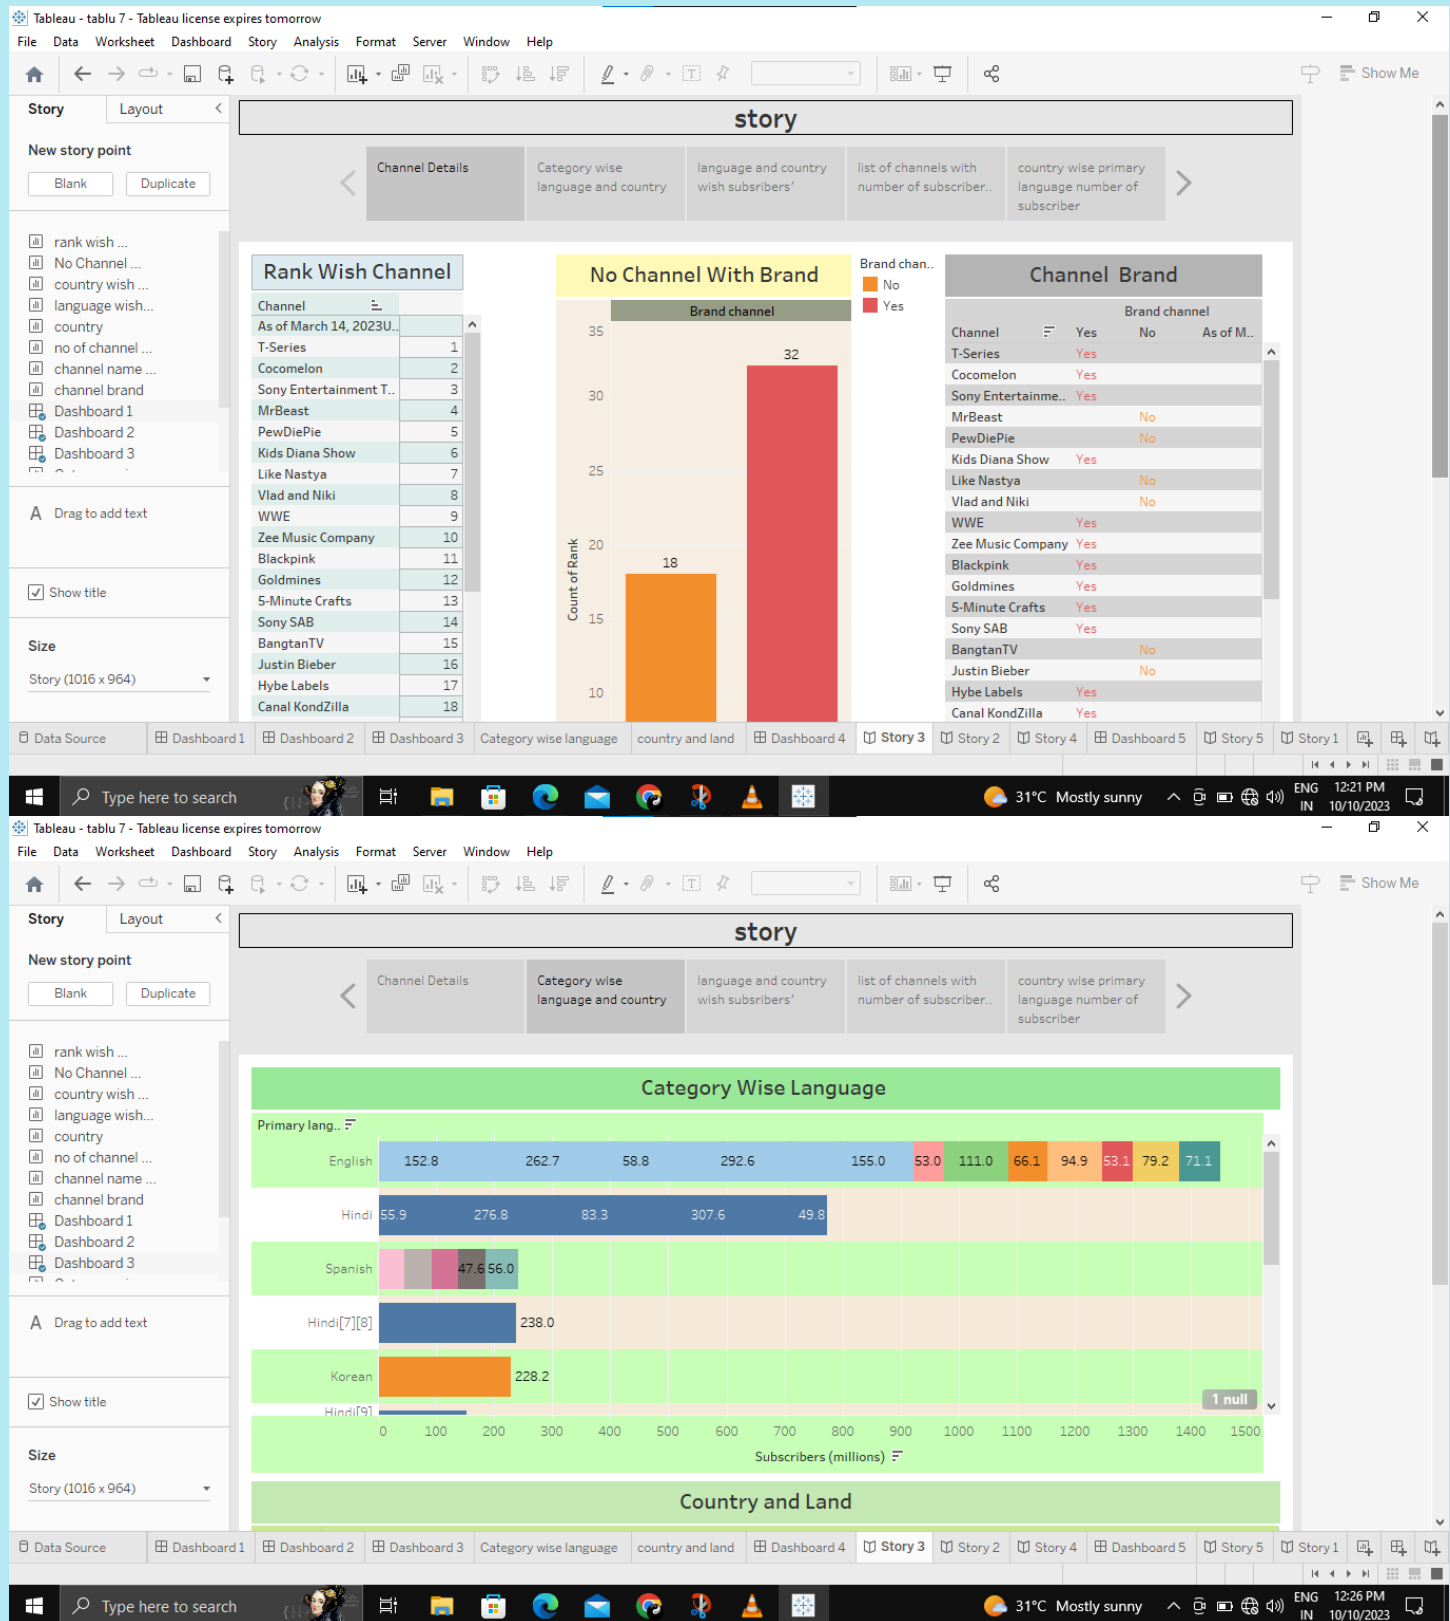 Tableau - tablu 7 - Tableau license expires tomorrow
File Data Worksheet Dashboard Story Analysis Format Server Window Help
Show Me
Story Layout
New story point
Blank Duplicate
rank wish ...
No Channel ...
country wish ...
language wish...
country
no of channel ...
channel name ...
channel brand
Dashboard 1
Dashboard 2
Dashboard 3
A Drag to add text
Show title
Size
Story (1016 x 964)
story
Channel Details
Category wise
language and country
language and country
wish subsribers'
list of channels with
number of subscriber..
country wise primary
language number of
subscriber
Rank Wish Channel
Channel
As of March 14, 2023U..
T-Series 1
Cocomelon 2
Sony Entertainment T.. 3
MrBeast 4
PewDiePie 5
Kids Diana Show 6
Like Nastya 7
Vlad and Niki 8
WWE 9
Zee Music Company 10
Blackpink 11
Goldmines 12
5-Minute Crafts 13
Sony SAB 14
BangtanTV 15
Justin Bieber 16
Hybe Labels 17
Canal KondZilla 18
No Channel With Brand
Brand channel
35
30
25
20
15
10
Count of Rank
18
32
Brand chan..
No
Yes
Channel Brand
Brand channel
Channel Yes No As of M..
T-Series Yes
Cocomelon Yes
Sony Entertainme.. Yes
MrBeast No
PewDiePie No
Kids Diana Show Yes
Like Nastya No
Vlad and Niki No
WWE Yes
Zee Music Company Yes
Blackpink Yes
Goldmines Yes
5-Minute Crafts Yes
Sony SAB Yes
BangtanTV No
Justin Bieber No
Hybe Labels Yes
Canal KondZilla Yes
Data Source Dashboard 1 Dashboard 2 Dashboard 3 Category wise language country and land Dashboard 4 Story 3 Story 2 Story 4 Dashboard 5 Story 5 Story 1
Type here to search
31°C Mostly sunny
ENG
IN
12:21 PM
10/10/2023
Tableau - tablu 7 - Tableau license expires tomorrow
File Data Worksheet Dashboard Story Analysis Format Server Window Help
Show Me
Story Layout
New story point
Blank Duplicate
rank wish ...
No Channel ...
country wish ...
language wish...
country
no of channel ...
channel name ...
channel brand
Dashboard 1
Dashboard 2
Dashboard 3
A Drag to add text
Show title
Size
Story (1016 x 964)
story
Channel Details
Category wise
language and country
language and country
wish subsribers'
list of channels with
number of subscriber..
country wise primary
language number of
subscriber
Category Wise Language
Primary lang..
English 152.8 262.7 58.8 292.6 155.0 53.0 111.0 66.1 94.9 53.1 79.2 71.1
Hindi 55.9 276.8 83.3 307.6 49.8
Spanish 47.6 56.0
Hindi[7][8] 238.0
Korean 228.2
Hindi[9]
1 null
0 100 200 300 400 500 600 700 800 900 1000 1100 1200 1300 1400 1500
Subscribers (millions)
Country and Land
Data Source Dashboard 1 Dashboard 2 Dashboard 3 Category wise language country and land Dashboard 4 Story 3 Story 2 Story 4 Dashboard 5 Story 5 Story 1
Type here to search
31°C Mostly sunny
ENG
IN
12:26 PM
10/10/2023